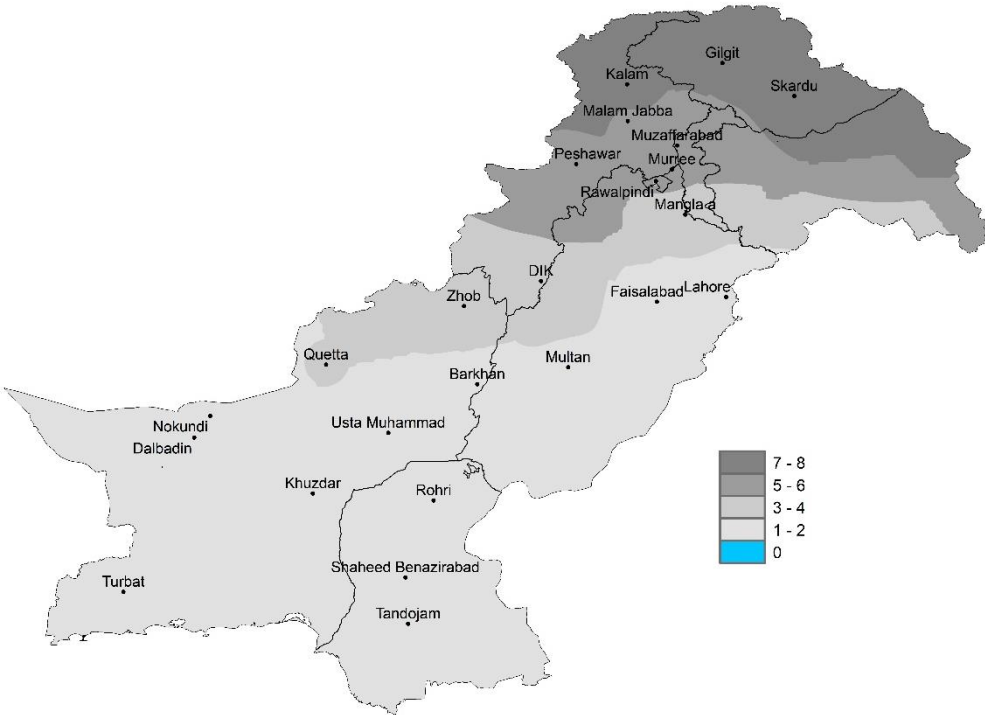 Gilgit
Kalam
Skardu
Malam Jabba
Muzaffarabad
Peshawar
Murree
Rawalpindi
Mangla a
DIK
Zhob
Faisalabad
Lahore
Quetta
Multan
Barkhan
Nokundi
Usta Muhammad
Dalbadin
7 - 8
5 - 6
3 - 4
1 - 2
0
Khuzdar
Rohri
Shaheed Benazirabad
Turbat
Tandojam